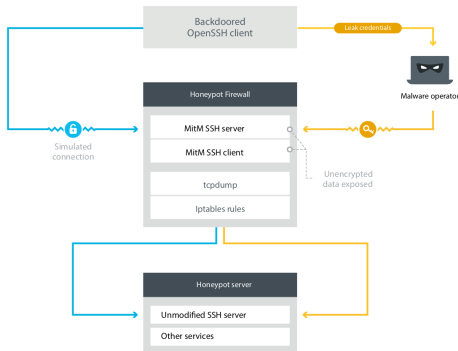 Backdoored
OpenSSH client
Leak credentials
Malware operator
Honeypot Firewall
MitM SSH server
MitM SSH client
Simulated
connection
Unencrypted
data exposed
tcpdump
Iptables rules
Honeypot server
Unmodified SSH server
Other services